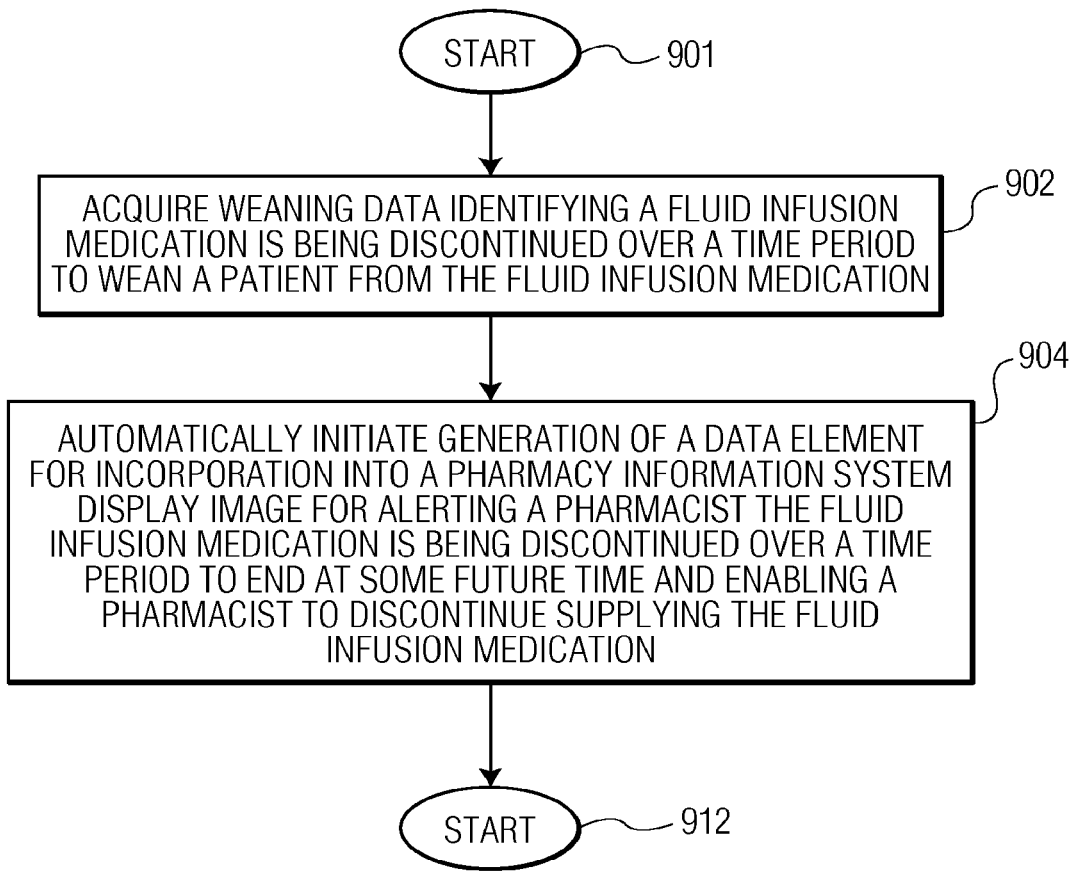 START
901
902
ACQUIRE WEANING DATA IDENTIFYING A FLUID INFUSION
MEDICATION IS BEING DISCONTINUED OVER A TIME PERIOD
TO WEAN A PATIENT FROM THE FLUID INFUSION MEDICATION
904
AUTOMATICALLY INITIATE GENERATION OF A DATA ELEMENT
FOR INCORPORATION INTO A PHARMACY INFORMATION SYSTEM
DISPLAY IMAGE FOR ALERTING A PHARMACIST THE FLUID
INFUSION MEDICATION IS BEING DISCONTINUED OVER A TIME
PERIOD TO END AT SOME FUTURE TIME AND ENABLING A
PHARMACIST TO DISCONTINUE SUPPLYING THE FLUID
INFUSION MEDICATION
START
912